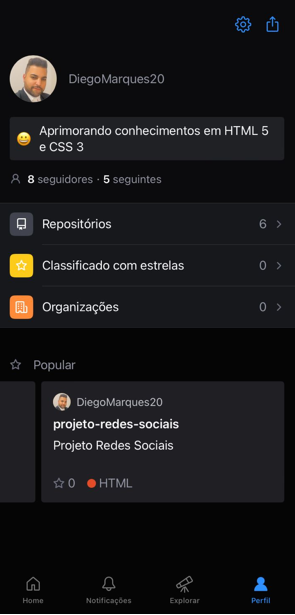 DiegoMarques20
Aprimorando conhecimentos em HTML 5
e CSS 3
8 seguidores · 5 seguintes
Repositórios 6
Classificado com estrelas 0
Organizações 0
Popular
DiegoMarques20
projeto-redes-sociais
Projeto Redes Sociais
0 HTML
Home Notificações Explorar Perfil